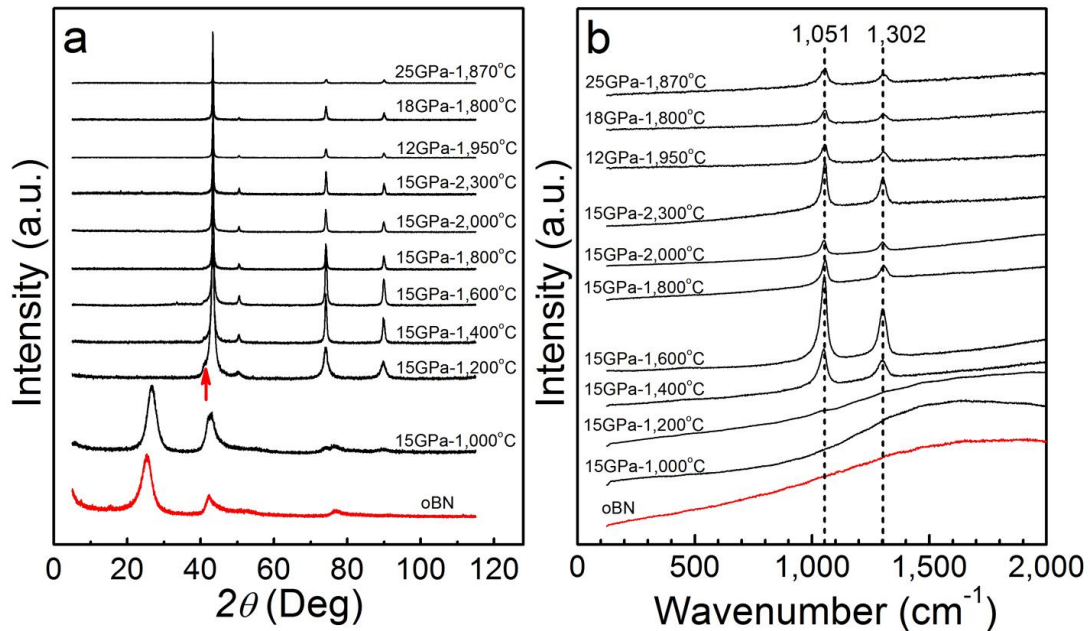 a
25GPa-1,870°C
18GPa-1,800°C
12GPa-1,950°C
15GPa-2,300°C
15GPa-2,000°C
15GPa-1,800°C
15GPa-1,600°C
15GPa-1,400°C
15GPa-1,200°C
15GPa-1,000°C
oBN
Intensity (a.u.)
0 20 40 60 80 100 120
2θ (Deg)
b
1,051 1,302
25GPa-1,870°C
18GPa-1,800°C
12GPa-1,950°C
15GPa-2,300°C
15GPa-2,000°C
15GPa-1,800°C
15GPa-1,600°C
15GPa-1,400°C
15GPa-1,200°C
15GPa-1,000°C
oBN
Intensity (a.u.)
0 500 1,000 1,500 2,000
Wavenumber (cm⁻¹)